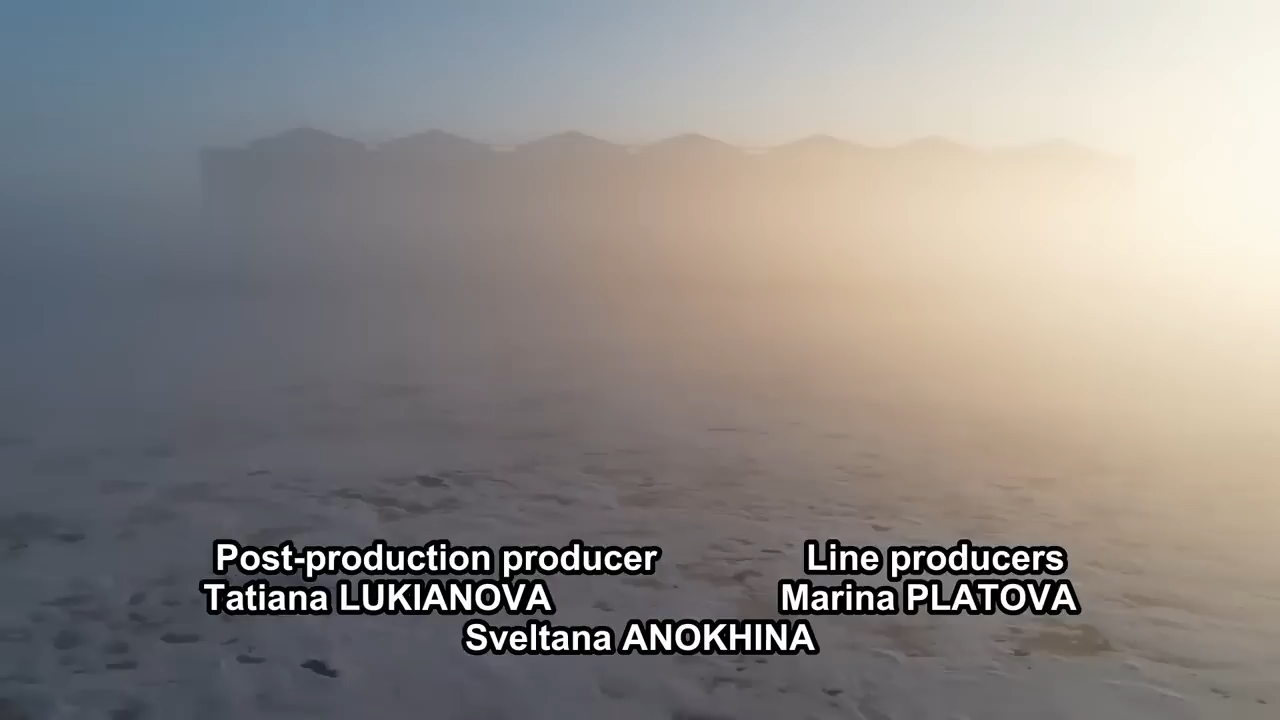 Post-production producer Line producers
Tatiana LUKIANOVA Marina PLATOVA
Sveltana ANOKHINA